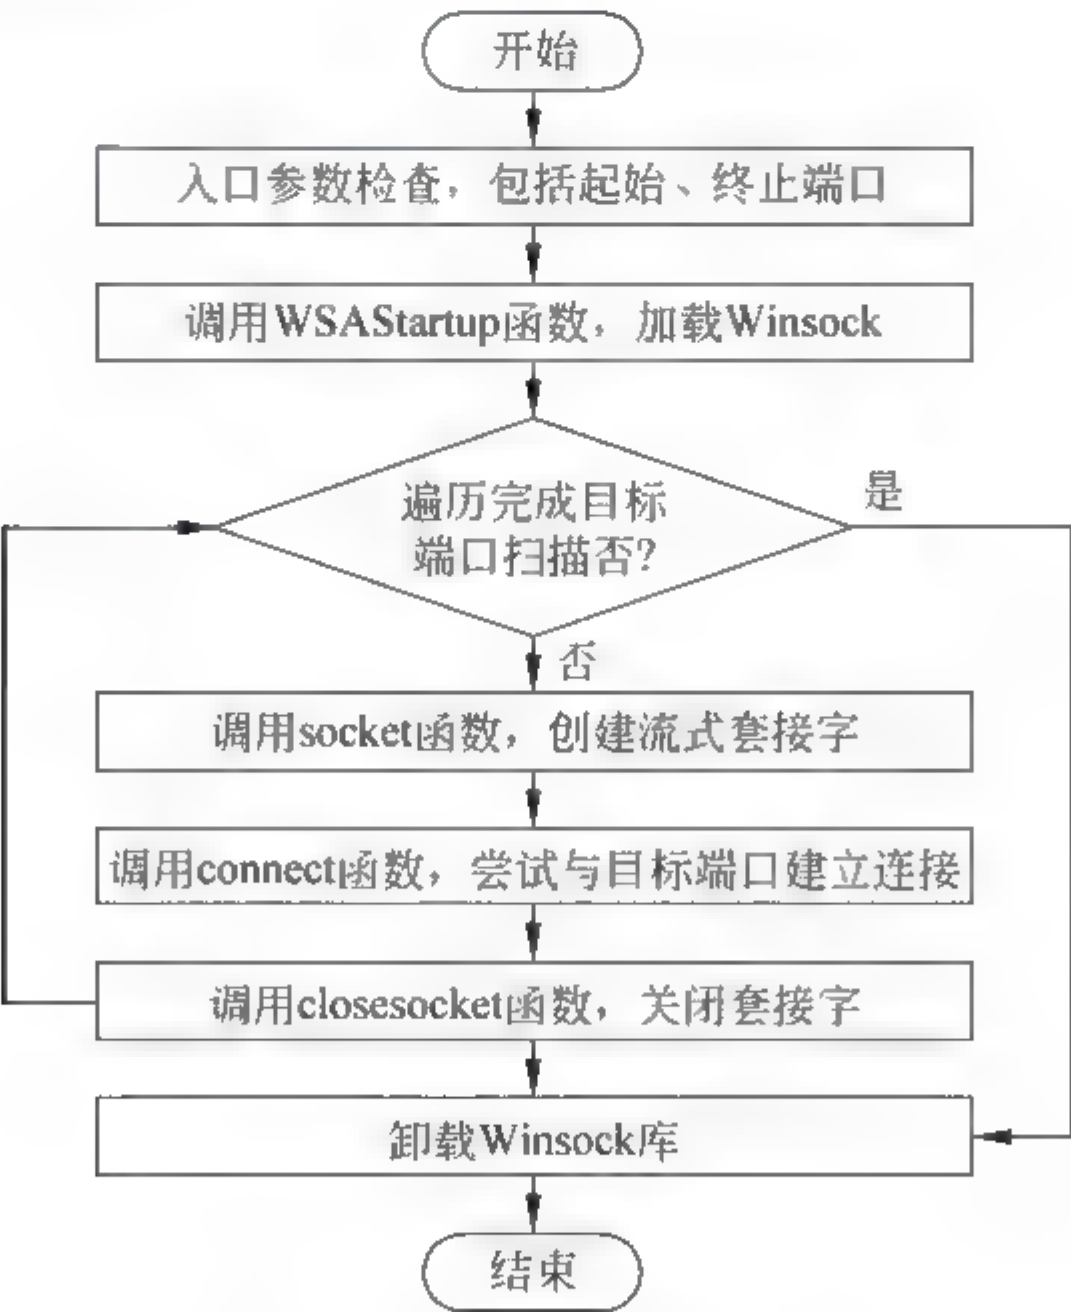 开始
入口参数检查，包括起始、终止端口
调用WSAStartup函数，加载Winsock
遍历完成目标
端口扫描否?
是
否
调用socket函数，创建流式套接字
调用connect函数，尝试与目标端口建立连接
调用closesocket函数，关闭套接字
卸载Winsock库
结束